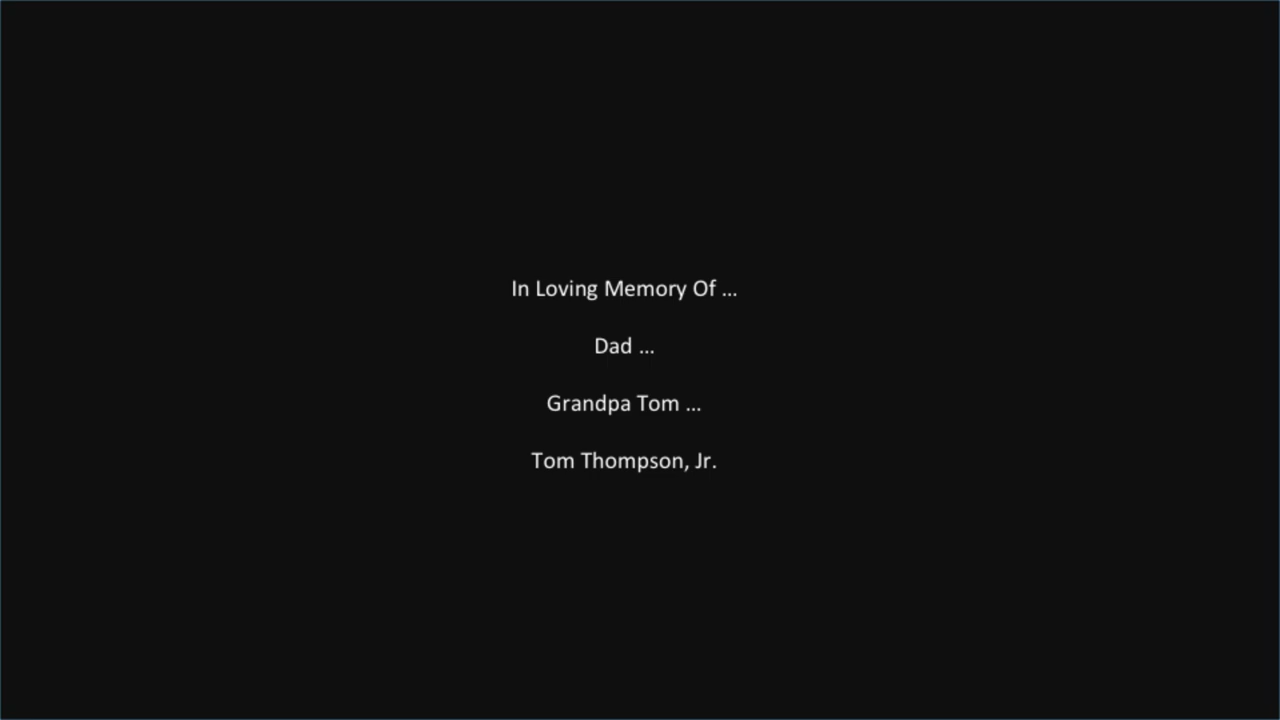 In Loving Memory Of ...
Dad ...
Grandpa Tom ...
Tom Thompson, Jr.